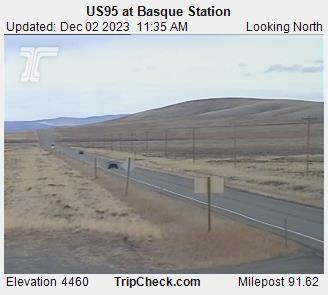 US95 at Basque Station
Updated: Dec 02 2023 11:35 AM Looking North
Elevation 4460 TripCheck.com Milepost 91.62